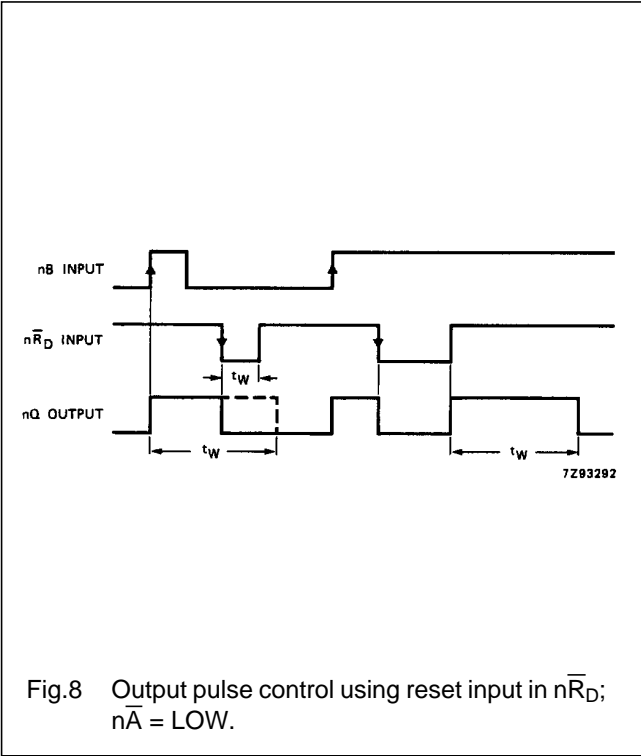 nB INPUT
nR̅D INPUT
tW
nQ OUTPUT
tW
tW
7Z93292
Fig.8 Output pulse control using reset input in nR̅D;
nA̅ = LOW.